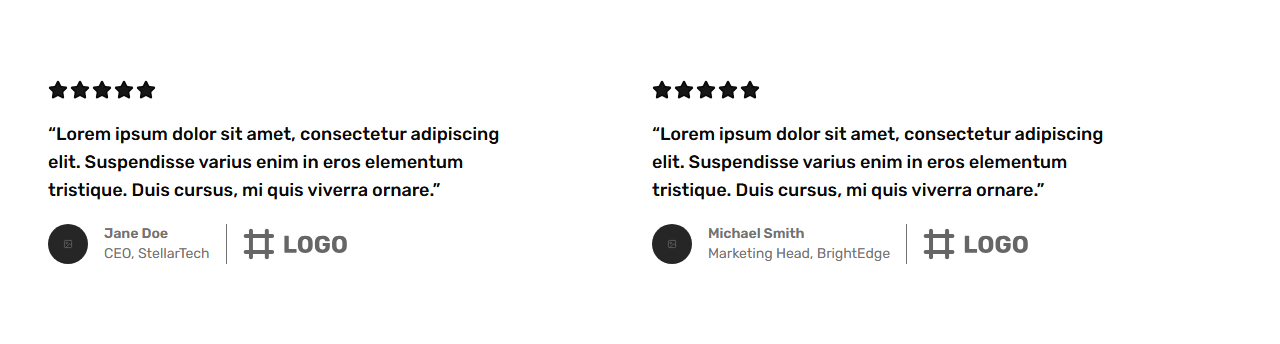 “Lorem ipsum dolor sit amet, consectetur adipiscing
elit. Suspendisse varius enim in eros elementum
tristique. Duis cursus, mi quis viverra ornare.”
Jane Doe
CEO, StellarTech
LOGO
“Lorem ipsum dolor sit amet, consectetur adipiscing
elit. Suspendisse varius enim in eros elementum
tristique. Duis cursus, mi quis viverra ornare.”
Michael Smith
Marketing Head, BrightEdge
LOGO